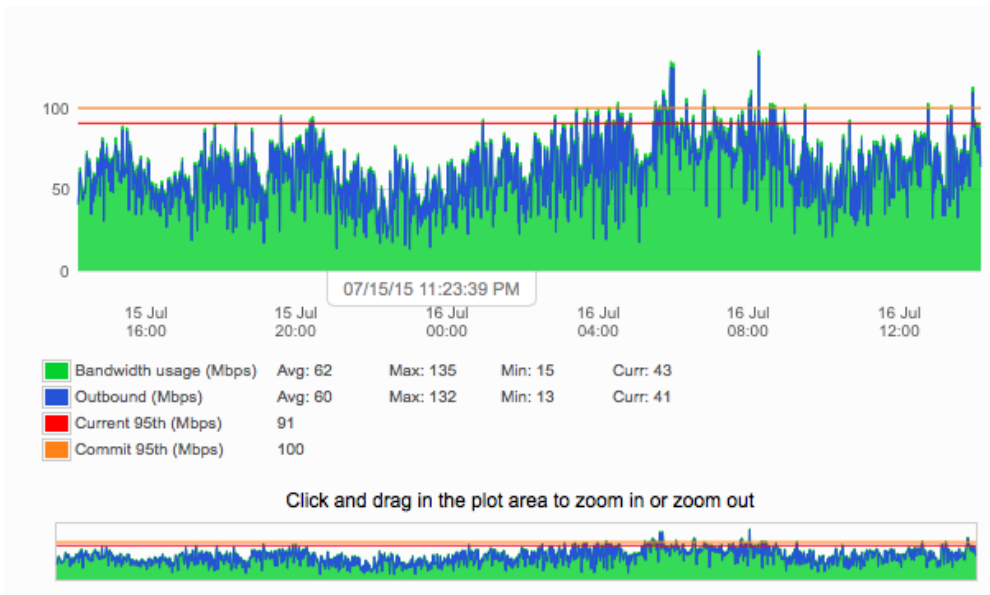 100
50
0
07/15/15 11:23:39 PM
15 Jul 15 Jul 16 Jul 16 Jul 16 Jul 16 Jul
16:00 20:00 00:00 04:00 08:00 12:00
Bandwidth usage (Mbps) Avg: 62 Max: 135 Min: 15 Curr: 43
Outbound (Mbps) Avg: 60 Max: 132 Min: 13 Curr: 41
Current 95th (Mbps) 91
Commit 95th (Mbps) 100
Click and drag in the plot area to zoom in or zoom out